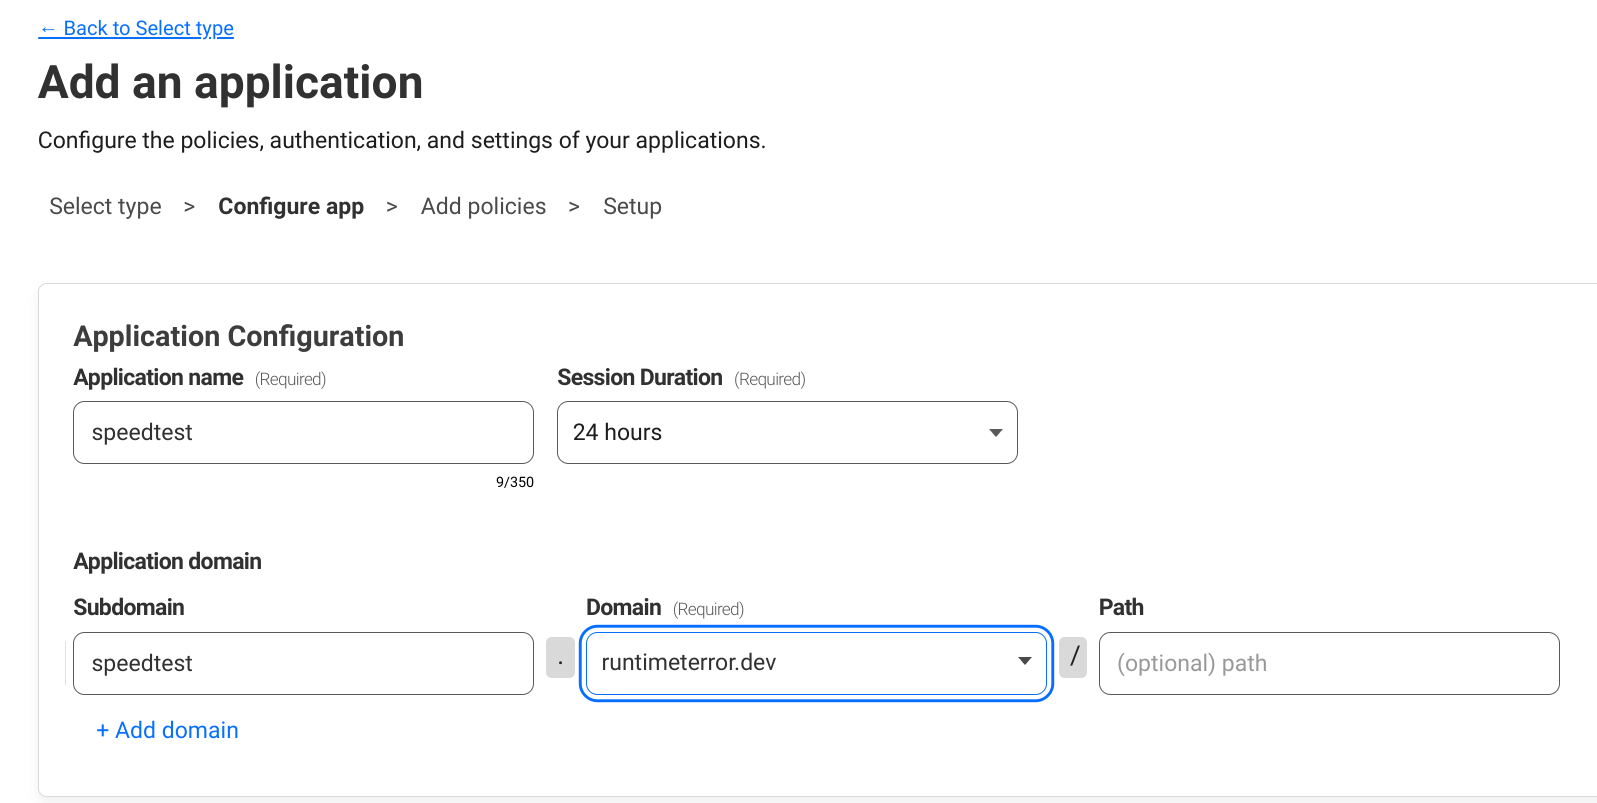 ← Back to Select type
Add an application
Configure the policies, authentication, and settings of your applications.
Select type > Configure app > Add policies > Setup
Application Configuration
Application name (Required) Session Duration (Required)
speedtest 24 hours
9/350
Application domain
Subdomain Domain (Required) Path
speedtest . runtimeterror.dev / (optional) path
+ Add domain